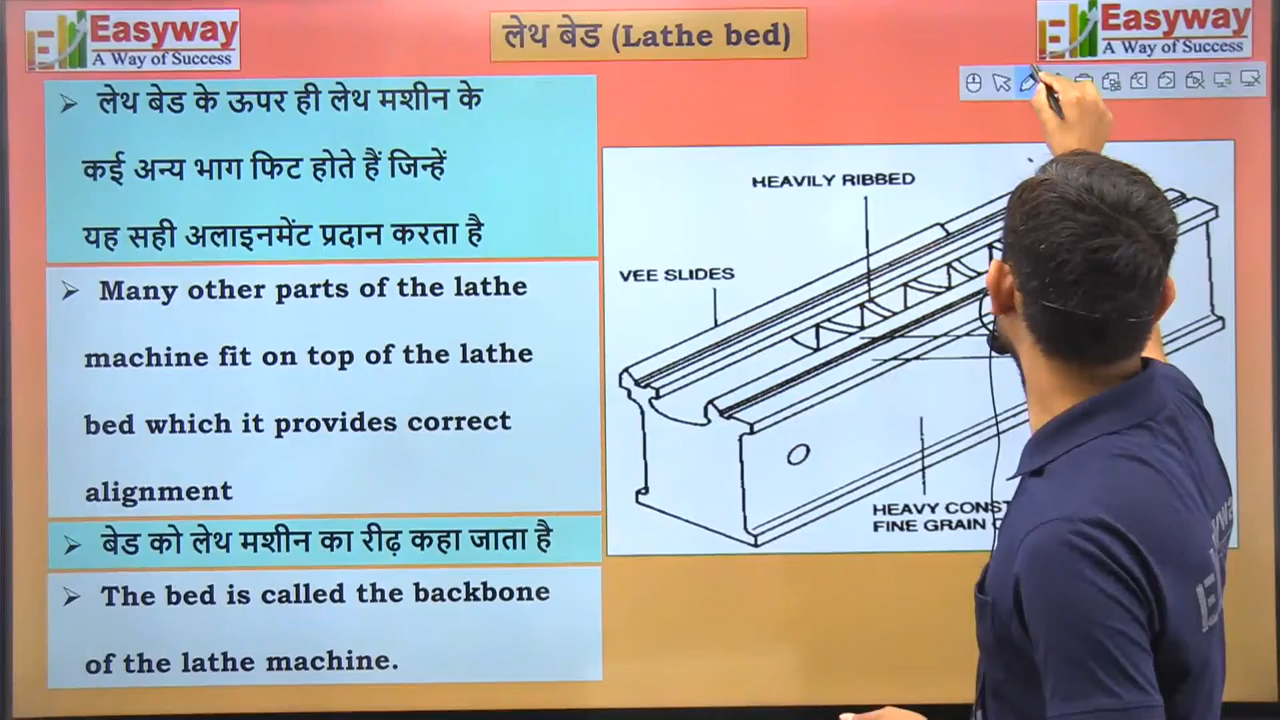 Easyway
A Way of Success
लेथ बेड (Lathe bed)
Easyway
A Way of Success
➢ लेथ बेड के ऊपर ही लेथ मशीन के
कई अन्य भाग फिट होते हैं जिन्हें
यह सही अलाइनमेंट प्रदान करता है
➢ Many other parts of the lathe
machine fit on top of the lathe
bed which it provides correct
alignment
➢ बेड को लेथ मशीन का रीढ़ कहा जाता है
➢ The bed is called the backbone
of the lathe machine.
HEAVILY RIBBED
VEE SLIDES
HEAVY CONST
FINE GRAIN